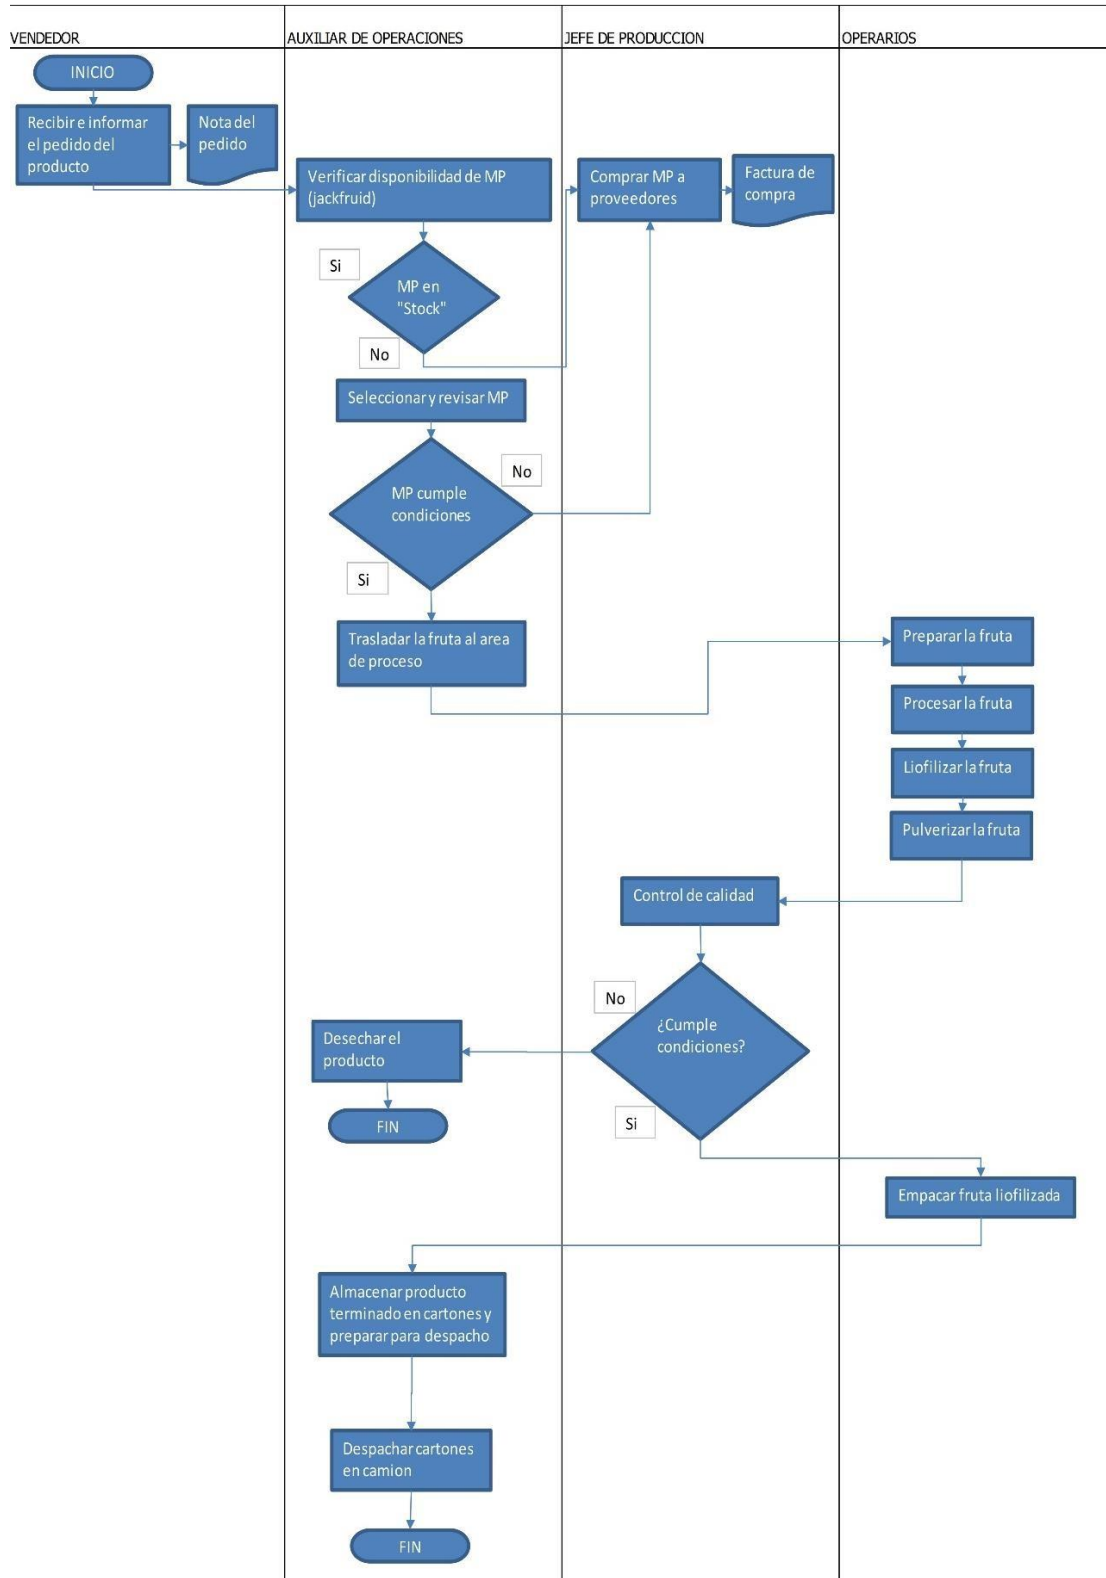 VENDEDOR
AUXILIAR DE OPERACIONES
JEFE DE PRODUCCION
OPERARIOS
INICIO
Recibir e informar
el pedido del
producto
Nota del
pedido
Verificar disponibilidad de MP
(jackfruid)
Comprar MP a
proveedores
Factura de
compra
Si
MP en
"Stock"
No
Seleccionar y revisar MP
No
MP cumple
condiciones
Si
Trasladar la fruta al area
de proceso
Preparar la fruta
Procesar la fruta
Liofilizar la fruta
Pulverizar la fruta
Control de calidad
No
¿Cumple
condiciones?
Desechar el
producto
FIN
Si
Empacar fruta liofilizada
Almacenar producto
terminado en cartones y
preparar para despacho
Despachar cartones
en camion
FIN